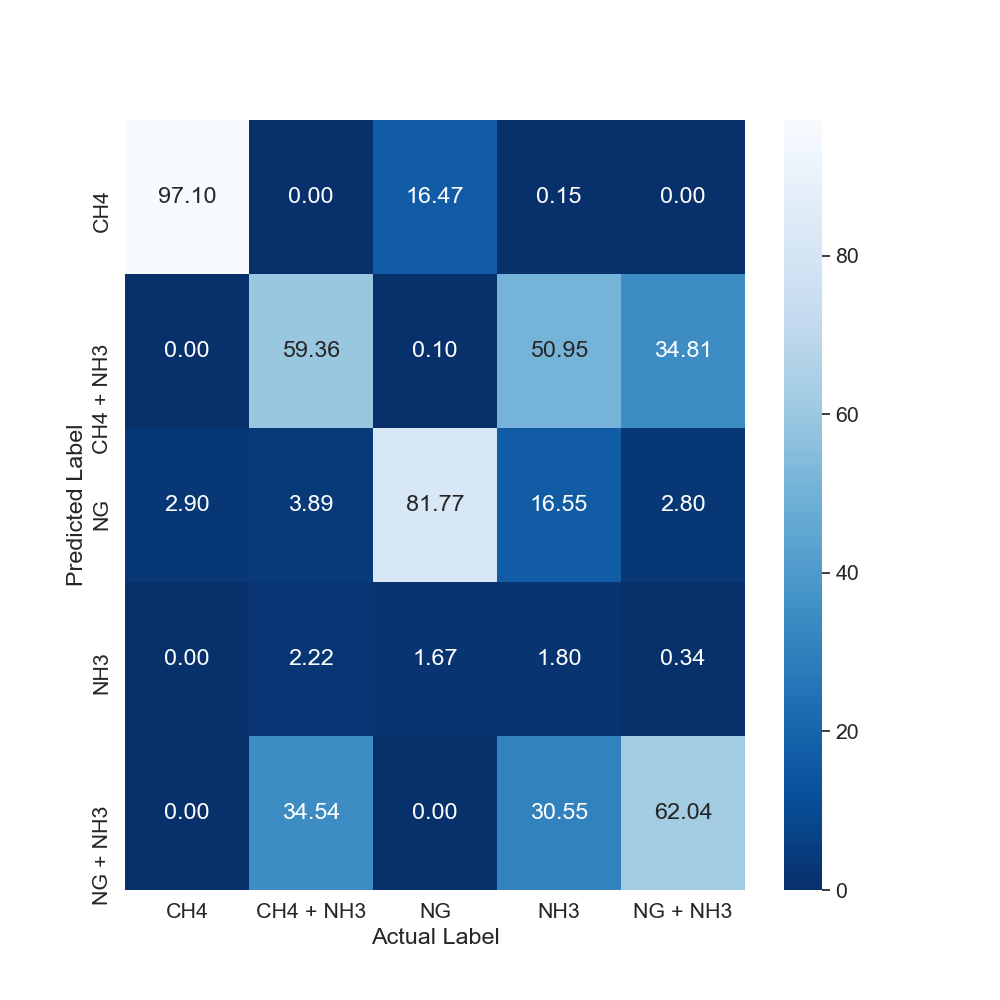 CH4 97.10 0.00 16.47 0.15 0.00
CH4 + NH3 0.00 59.36 0.10 50.95 34.81
NG 2.90 3.89 81.77 16.55 2.80
NH3 0.00 2.22 1.67 1.80 0.34
NG + NH3 0.00 34.54 0.00 30.55 62.04
CH4 CH4 + NH3 NG NH3 NG + NH3
Actual Label
Predicted Label
80
60
40
20
0